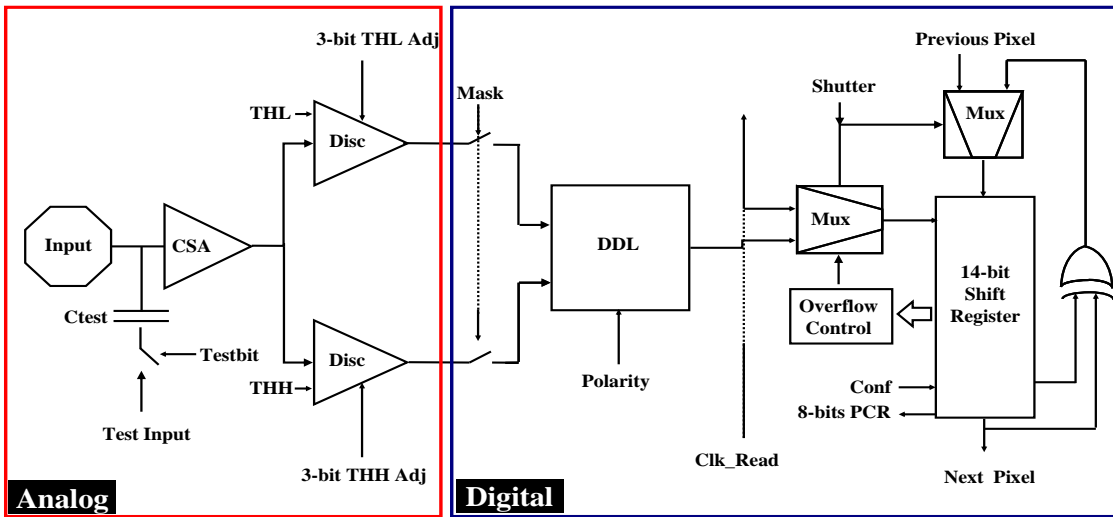 3-bit THL Adj
Previous Pixel
Mask
Shutter
THL
Disc
Mux
Input
CSA
DDL
Mux
14-bit
Shift
Register
Ctest
Overflow
Control
Testbit
Disc
THH
Polarity
Conf
8-bits PCR
Test Input
3-bit THH Adj
Clk_Read
Next Pixel
Analog
Digital